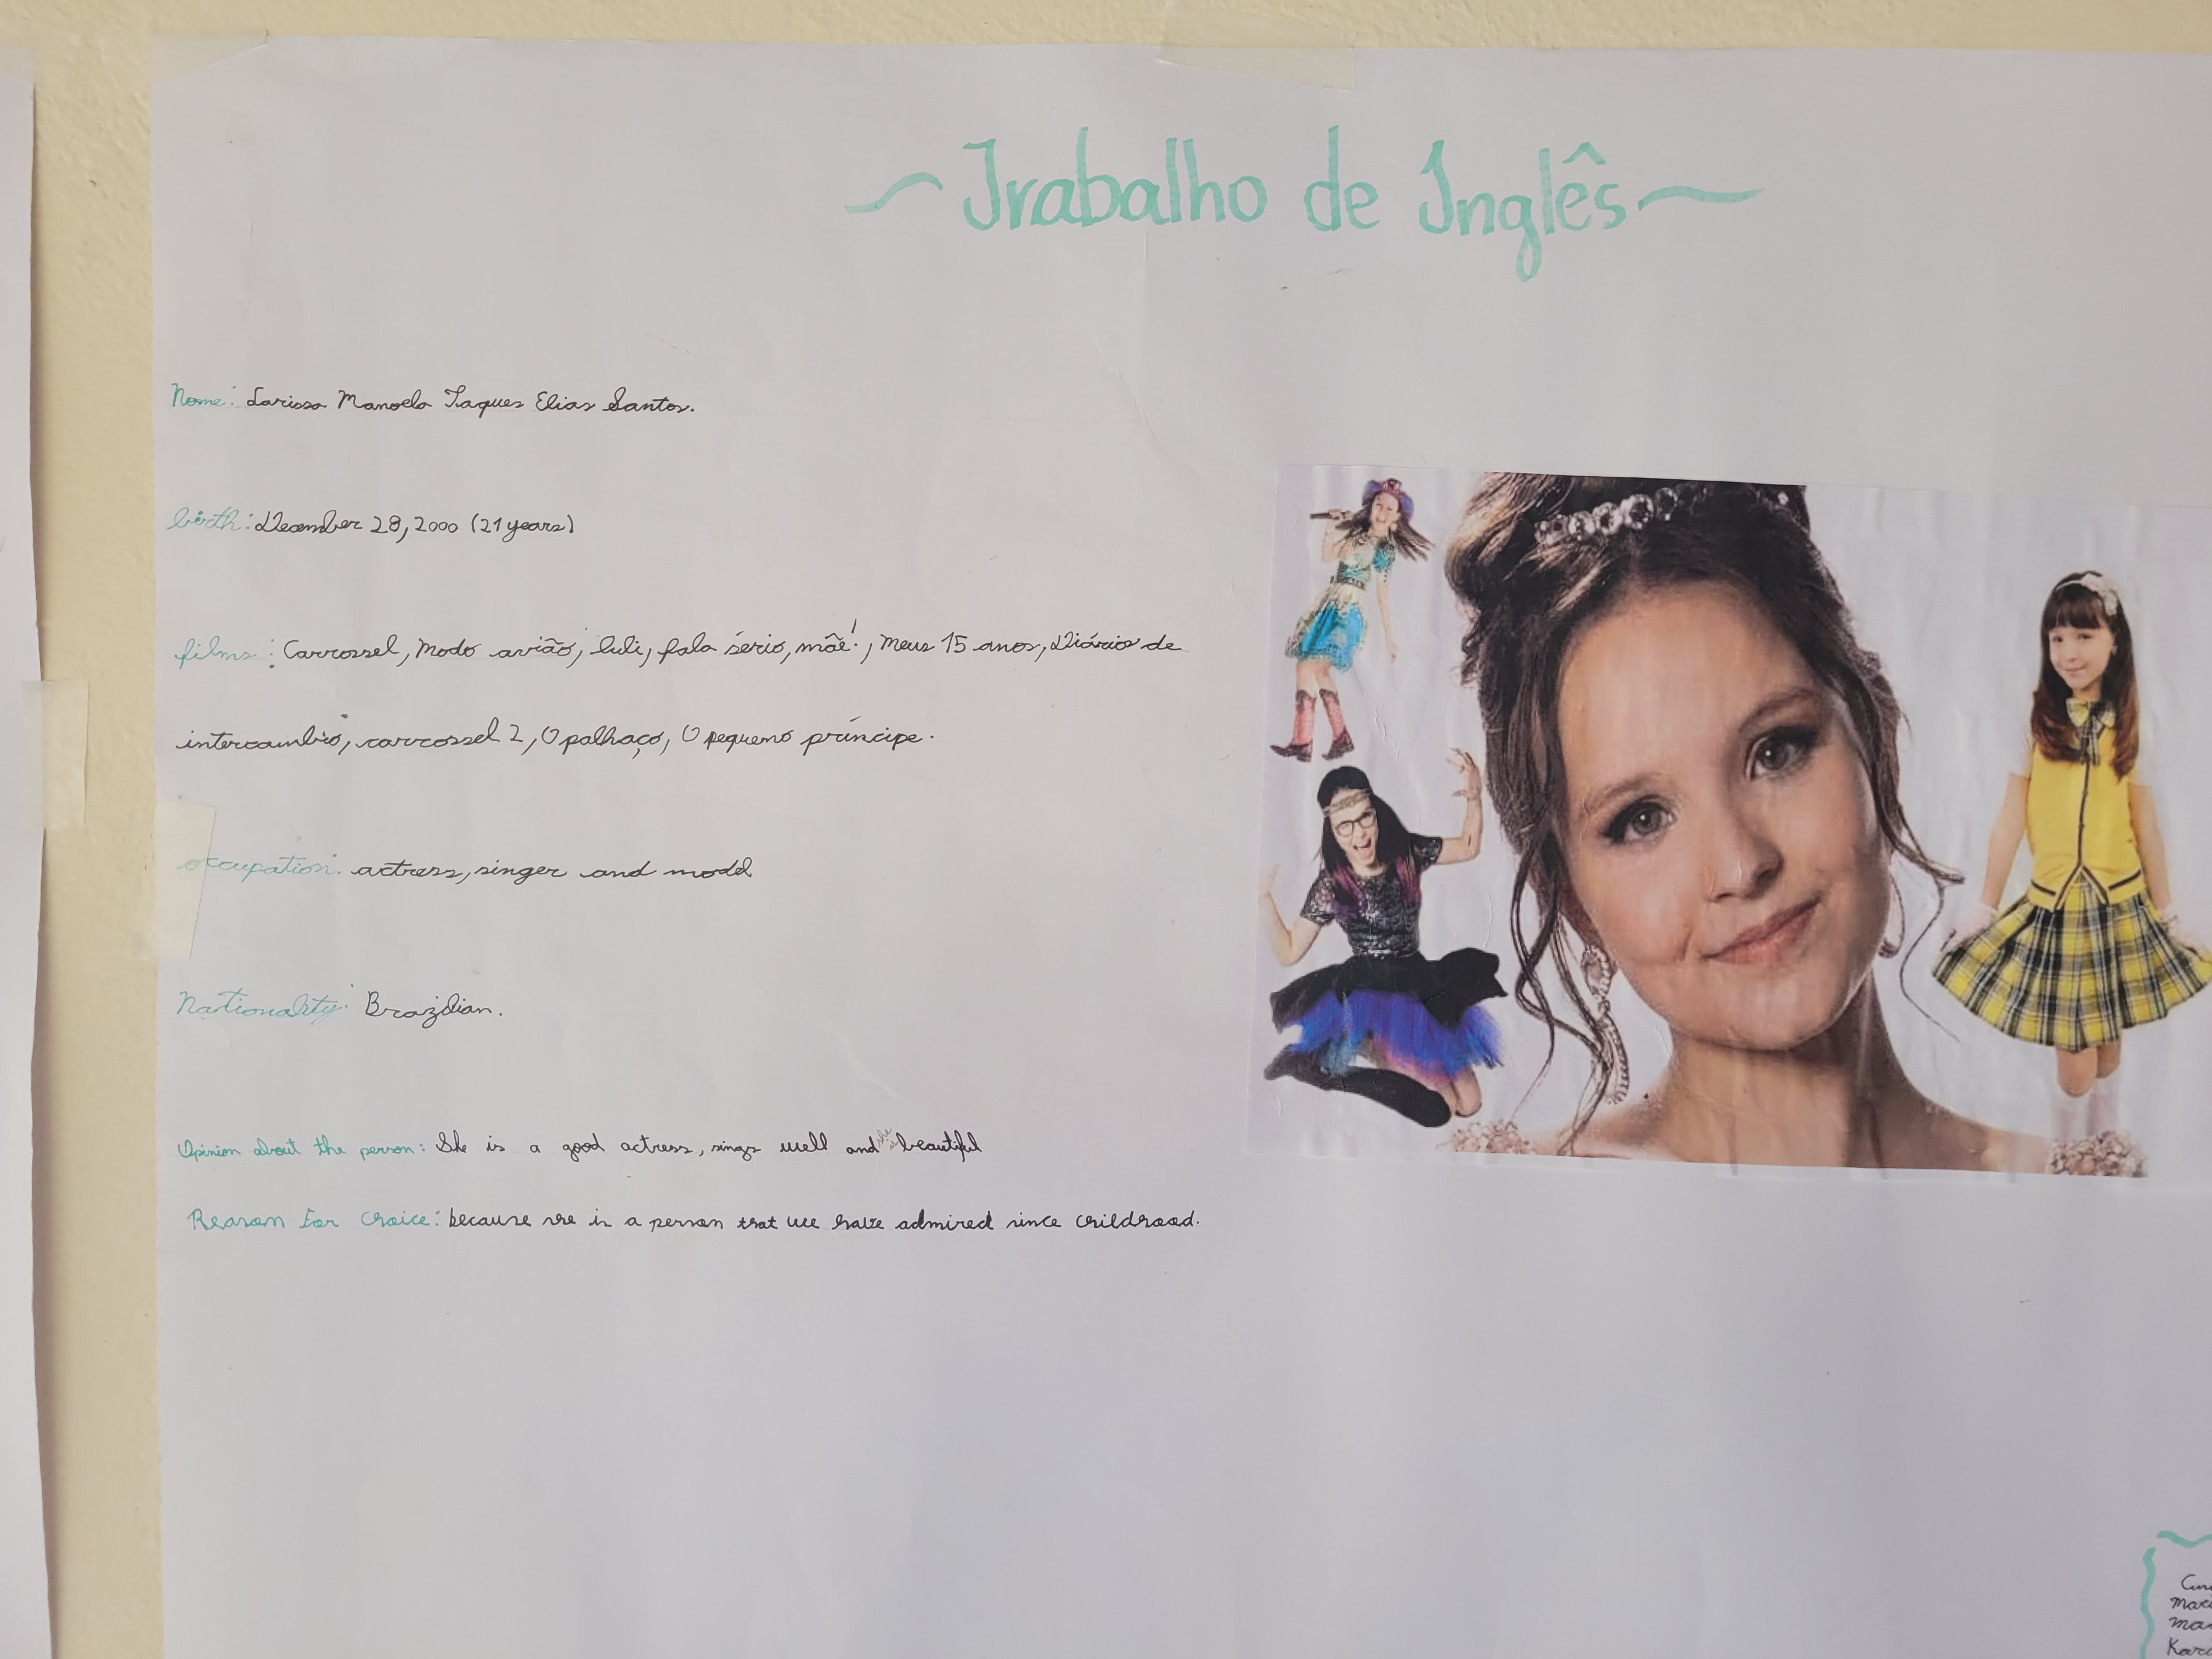 ~Trabalho de Inglês~
Nome: Larissa Manoela Taques Elias Santos.
birth: December 28, 2000 (21 years)
films: Carrossel, Modo avião, luli, fala sério, mãe!, Meus 15 anos, Diários de
intercambio, carrossel 2, O palhaço, O pequeno príncipe.
occupation: actress, singer and model
Nationality: Brazilian.
Opinion about the person: She is a good actress, sings well and she is beautiful
Reason for choice: because she is a person that we have admired since childhood.